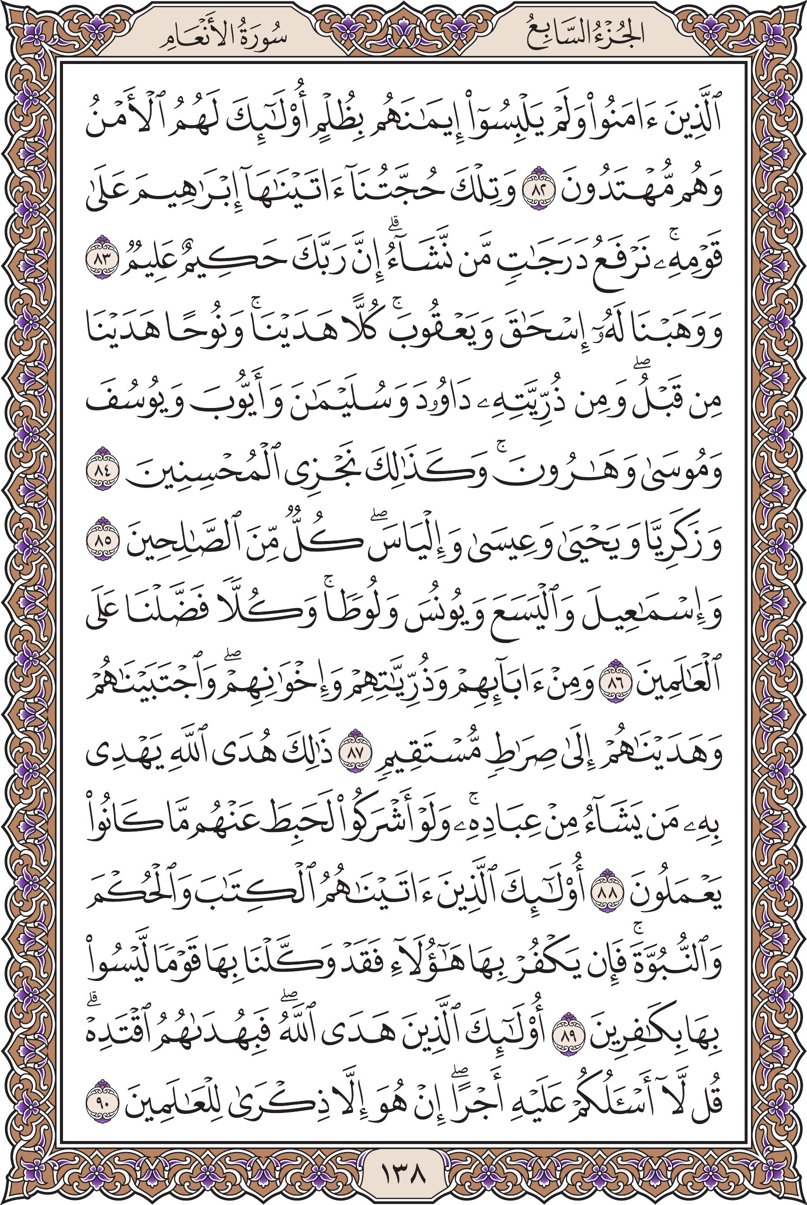 الجُزْءُ السَّابِعُ
سُورَةُ الأَنْعَامِ
ٱلَّذِينَ ءَامَنُوا۟ وَلَمْ يَلْبِسُوٓا۟ إِيمَـٰنَهُم بِظُلْمٍ أُو۟لَـٰٓئِكَ لَهُمُ ٱلْأَمْنُ
وَهُم مُّهْتَدُونَ ٨٢ وَتِلْكَ حُجَّتُنَآ ءَاتَيْنَـٰهَآ إِبْرَٰهِيمَ عَلَىٰ
قَوْمِهِۦۚ نَرْفَعُ دَرَجَـٰتٍ مَّن نَّشَآءُۗ إِنَّ رَبَّكَ حَكِيمٌ عَلِيمٌ ٨٣
وَوَهَبْنَا لَهُۥٓ إِسْحَـٰقَ وَيَعْقُوبَۚ كُلًّا هَدَيْنَاۚ وَنُوحًا هَدَيْنَا
مِن قَبْلُۖ وَمِن ذُرِّيَّتِهِۦ دَاوُۥدَ وَسُلَيْمَـٰنَ وَأَيُّوبَ وَيُوسُفَ
وَمُوسَىٰ وَهَـٰرُونَۚ وَكَذَٰلِكَ نَجْزِى ٱلْمُحْسِنِينَ ٨٤
وَزَكَرِيَّا وَيَحْيَىٰ وَعِيسَىٰ وَإِلْيَاسَۖ كُلٌّ مِّنَ ٱلصَّـٰلِحِينَ ٨٥
وَإِسْمَـٰعِيلَ وَٱلْيَسَعَ وَيُونُسَ وَلُوطًاۚ وَكُلًّا فَضَّلْنَا عَلَى
ٱلْعَـٰلَمِينَ ٨٦ وَمِنْ ءَابَآئِهِمْ وَذُرِّيَّـٰتِهِمْ وَإِخْوَٰنِهِمْۖ وَٱجْتَبَيْنَـٰهُمْ
وَهَدَيْنَـٰهُمْ إِلَىٰ صِرَٰطٍ مُّسْتَقِيمٍ ٨٧ ذَٰلِكَ هُدَى ٱللَّهِ يَهْدِى
بِهِۦ مَن يَشَآءُ مِنْ عِبَادِهِۦۚ وَلَوْ أَشْرَكُوا۟ لَحَبِطَ عَنْهُم مَّا كَانُوا۟
يَعْمَلُونَ ٨٨ أُو۟لَـٰٓئِكَ ٱلَّذِينَ ءَاتَيْنَـٰهُمُ ٱلْكِتَـٰبَ وَٱلْحُكْمَ
وَٱلنُّبُوَّةَۚ فَإِن يَكْفُرْ بِهَا هَـٰٓؤُلَآءِ فَقَدْ وَكَّلْنَا بِهَا قَوْمًا لَّيْسُوا۟
بِهَا بِكَـٰفِرِينَ ٨٩ أُو۟لَـٰٓئِكَ ٱلَّذِينَ هَدَى ٱللَّهُۖ فَبِهُدَىٰهُمُ ٱقْتَدِهْۗ
قُل لَّآ أَسْـَٔلُكُمْ عَلَيْهِ أَجْرًاۖ إِنْ هُوَ إِلَّا ذِكْرَىٰ لِلْعَـٰلَمِينَ ٩٠
١٣٨